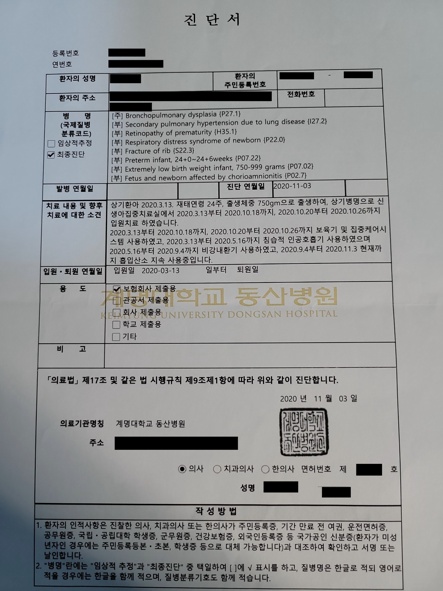 진 단 서
등록번호
면번호
환자의 성명
환자의
주민등록번호
-
환자의 주소
전화번호
병 명
(국제질병
분류코드)
임상적추정
최종진단
[주] Bronchopulmonary dysplasia (P27.1)
[부] Secondary pulmonary hypertension due to lung disease (I27.2)
[부] Retinopathy of prematurity (H35.1)
[부] Respiratory distress syndrome of newborn (P22.0)
[부] Fracture of rib (S22.3)
[부] Preterm infant, 24+0~24+6weeks (P07.22)
[부] Extremely low birth weight infant, 750-999 grams (P07.02)
[부] Fetus and newborn affected by chorioamnionitis (P02.7)
발병 연월일
진단 연월일
2020-11-03
치료 내용 및 향후
치료에 대한 소견
상기환아 2020.3.13. 재태연령 24주, 출생체중 750gm으로 출생하여, 상기병명으로 신
생아집중치료실에서 2020.3.13부터 2020.10.18까지, 2020.10.20부터 2020.10.26까지
입원치료 하였습니다.
2020.3.13부터 2020.10.18까지, 2020.10.20부터 2020.10.26까지 보육기 및 집중케어시
스템 사용하였고, 2020.3.13부터 5.16까지 침습적 인공호흡기 사용하였으며
2020.5.16부터 2020.9.4까지 비강내환기 사용하였고, 2020.9.4부터 2020.11.3 현재까
지 흡입산소 지속 사용중입니다.
입원·퇴원 연월일
입원일 2020-03-13 일부터 퇴원일
용 도
보험회사 제출용
관공서 제출용
회사 제출용
학교 제출용
기타
계명대학교 동산병원
KEIMYUNG UNIVERSITY DONGSAN HOSPITAL
비 고
「의료법」제17조 및 같은 법 시행규칙 제9조제1항에 따라 위와 같이 진단합니다.
2020 년 11 월 03 일
의료기관명칭 계명대학교 동산병원
주소
의사 치과의사 한의사 면허번호 제 호
성명
작 성 방 법
1. 환자의 인적사항은 진찰한 의사, 치과의사 또는 한의사가 주민등록증, 기간 만료 전 여권, 운전면허증,
공무원증, 국립·공립대학 학생증, 군무원증, 건강보험증, 외국인등록증 등 국가공인 신분증(환자가 미성
년자인 경우에는 주민등록등본·초본, 학생증 등으로 대체 가능합니다)과 대조하여 확인하고 서명 또는
날인합니다.
2. "병명"란에는 "임상적 추정"과 "최종진단" 중 택일하여 [ ]에 √ 표시를 하고, 질병명은 한글로 적되 영어로
적을 경우에는 한글을 함께 적으며, 질병분류기호도 함께 적습니다.